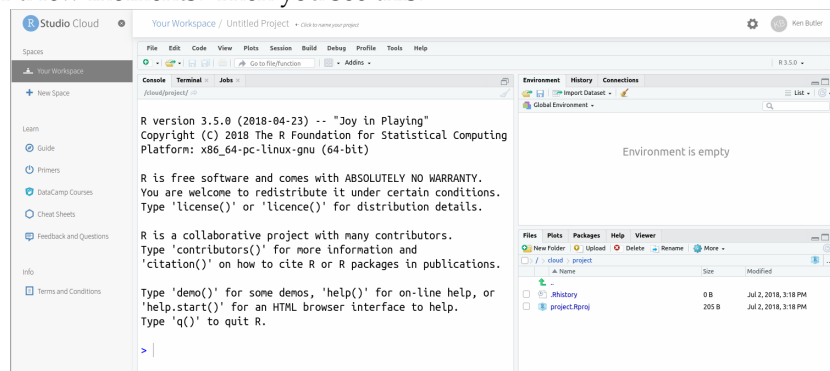 R Studio Cloud
Your Workspace / Untitled Project • Click to name your project
Ken Butler
Spaces
Your Workspace
New Space
Learn
Guide
Primers
DataCamp Courses
Cheat Sheets
Feedback and Questions
Info
Terms and Conditions
File Edit Code View Plots Session Build Debug Profile Tools Help
Go to file/function Addins
R 3.5.0
Console Terminal Jobs
/cloud/project/
R version 3.5.0 (2018-04-23) -- "Joy in Playing"
Copyright (C) 2018 The R Foundation for Statistical Computing
Platform: x86_64-pc-linux-gnu (64-bit)
R is free software and comes with ABSOLUTELY NO WARRANTY.
You are welcome to redistribute it under certain conditions.
Type 'license()' or 'licence()' for distribution details.
R is a collaborative project with many contributors.
Type 'contributors()' for more information and
'citation()' on how to cite R or R packages in publications.
Type 'demo()' for some demos, 'help()' for on-line help, or
'help.start()' for an HTML browser interface to help.
Type 'q()' to quit R.
>
Environment History Connections
Import Dataset List
Global Environment
Environment is empty
Files Plots Packages Help Viewer
New Folder Upload Delete Rename More
/ cloud project
Name Size Modified
..
.Rhistory 0 B Jul 2, 2018, 3:18 PM
project.Rproj 205 B Jul 2, 2018, 3:18 PM